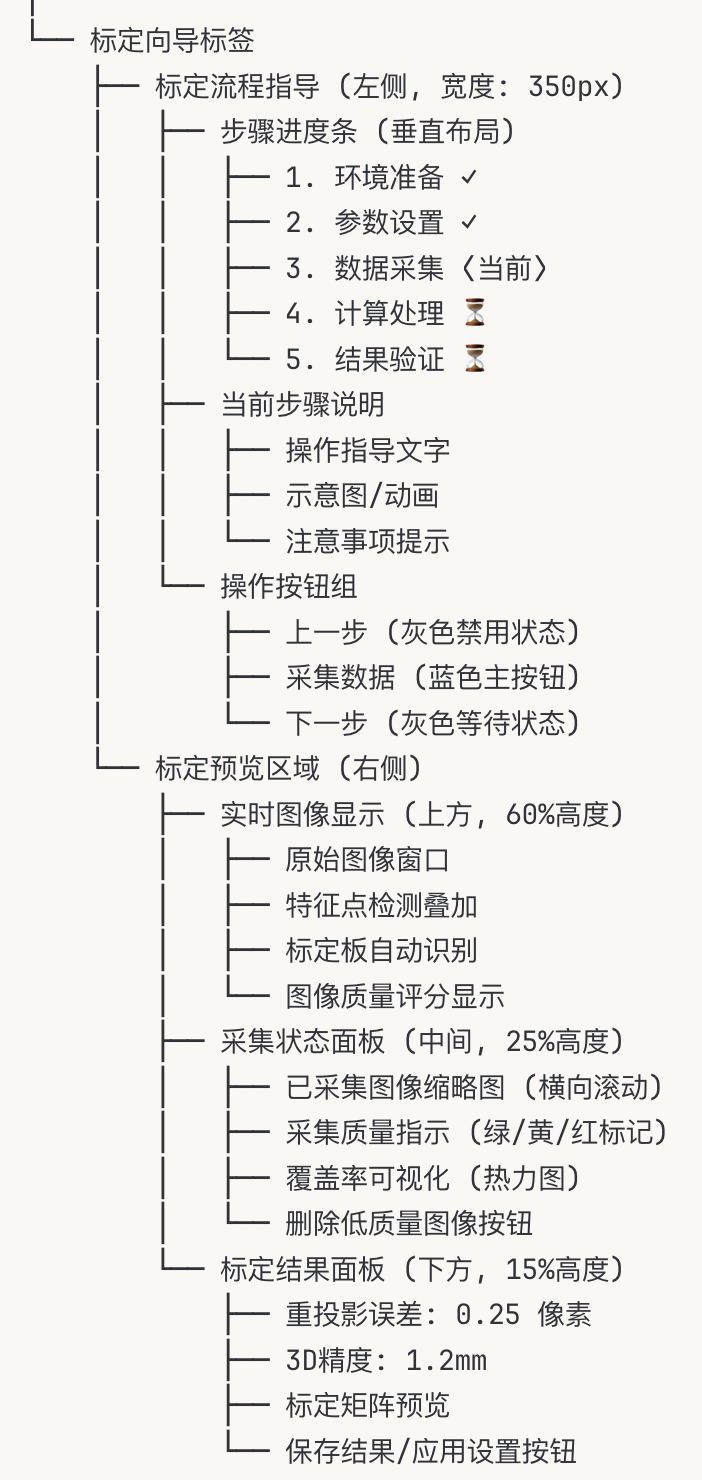 └── 标定向导标签
    ├── 标定流程指导 (左侧, 宽度: 350px)
    │   ├── 步骤进度条 (垂直布局)
    │   │   ├── 1. 环境准备 ✓
    │   │   ├── 2. 参数设置 ✓
    │   │   ├── 3. 数据采集 〈当前〉
    │   │   ├── 4. 计算处理 ⏳
    │   │   └── 5. 结果验证 ⏳
    │   ├── 当前步骤说明
    │   │   ├── 操作指导文字
    │   │   ├── 示意图/动画
    │   │   └── 注意事项提示
    │   └── 操作按钮组
    │       ├── 上一步 (灰色禁用状态)
    │       ├── 采集数据 (蓝色主按钮)
    │       └── 下一步 (灰色等待状态)
    └── 标定预览区域 (右侧)
        ├── 实时图像显示 (上方, 60%高度)
        │   ├── 原始图像窗口
        │   ├── 特征点检测叠加
        │   ├── 标定板自动识别
        │   └── 图像质量评分显示
        ├── 采集状态面板 (中间, 25%高度)
        │   ├── 已采集图像缩略图 (横向滚动)
        │   ├── 采集质量指示 (绿/黄/红标记)
        │   ├── 覆盖率可视化 (热力图)
        │   └── 删除低质量图像按钮
        └── 标定结果面板 (下方, 15%高度)
            ├── 重投影误差: 0.25 像素
            ├── 3D精度: 1.2mm
            ├── 标定矩阵预览
            └── 保存结果/应用设置按钮